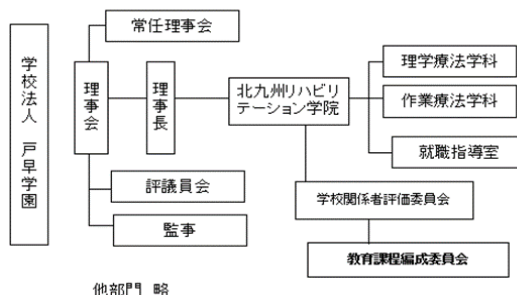 学校法人 戸早学園
常任理事会
理事会
理事長
評議員会
監事
北九州リハビリ
テーション学院
理学療法学科
作業療法学科
就職指導室
学校関係者評価委員会
教育課程編成委員会
他部門 略